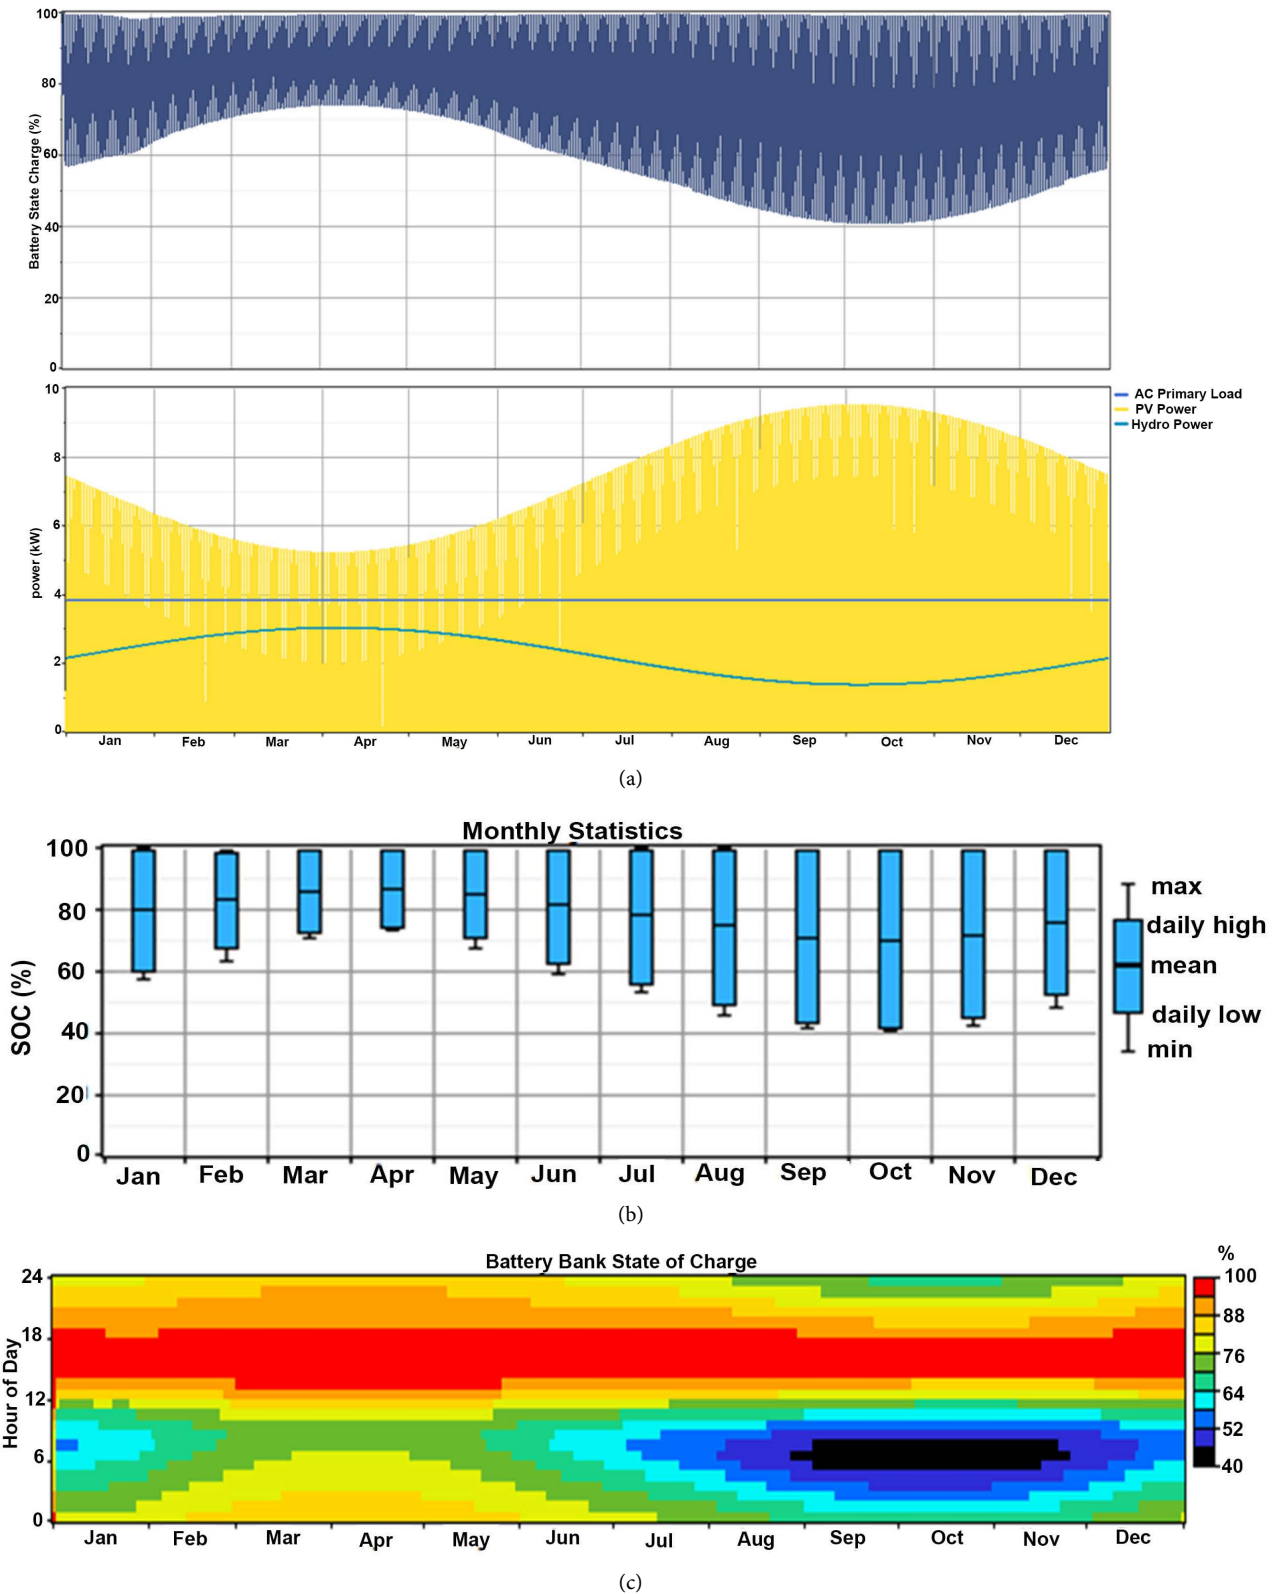 100
80
60
40
20
0
Battery State Charge (%)
10
8
6
4
2
0
power (kW)
AC Primary Load
PV Power
Hydro Power
Jan Feb Mar Apr May Jun Jul Aug Sep Oct Nov Dec
(a)
Monthly Statistics
100
80
60
40
20
0
SOC (%)
max
daily high
mean
daily low
min
Jan Feb Mar Apr May Jun Jul Aug Sep Oct Nov Dec
(b)
Battery Bank State of Charge
24
18
12
6
0
Hour of Day
%
100
88
76
64
52
40
Jan Feb Mar Apr May Jun Jul Aug Sep Oct Nov Dec
(c)